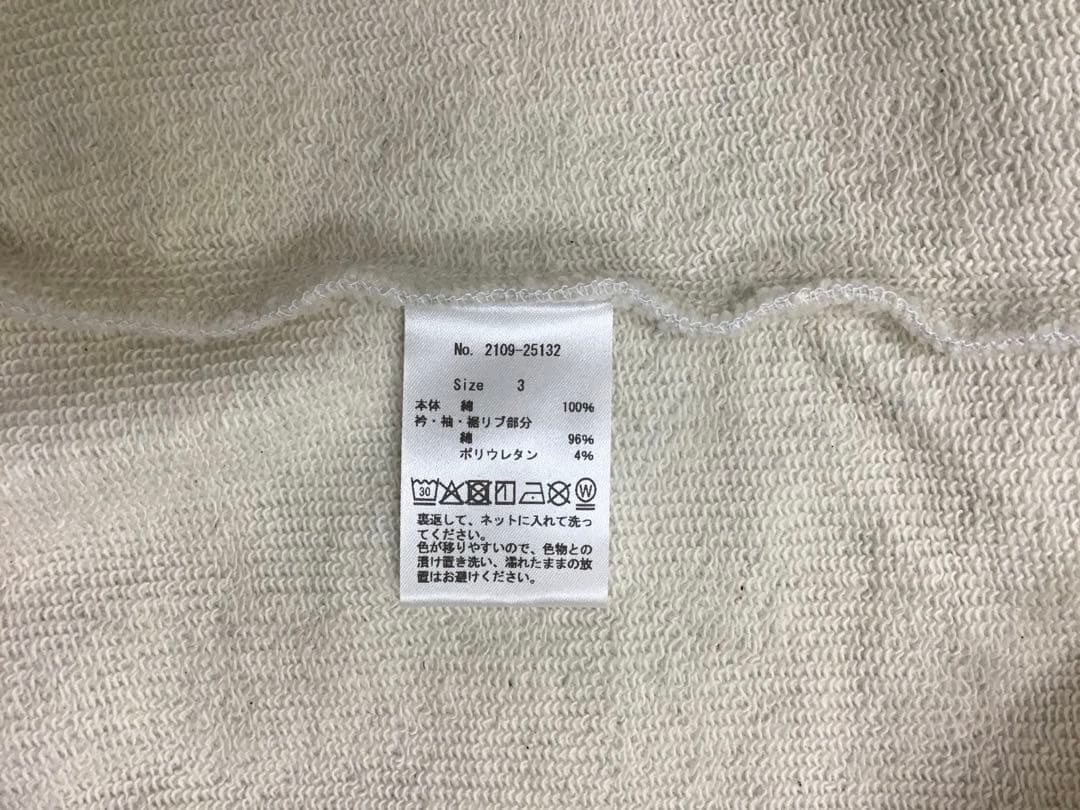 No. 2109-25132
Size 3
本体 綿 100%
衿・袖・裾リブ部分
綿 96%
ポリウレタン 4%
30 W
裏返して、ネットに入れて洗っ
てください。
色が移りやすいので、色物との
漬け置き洗い、濡れたままの放
置はお避けください。